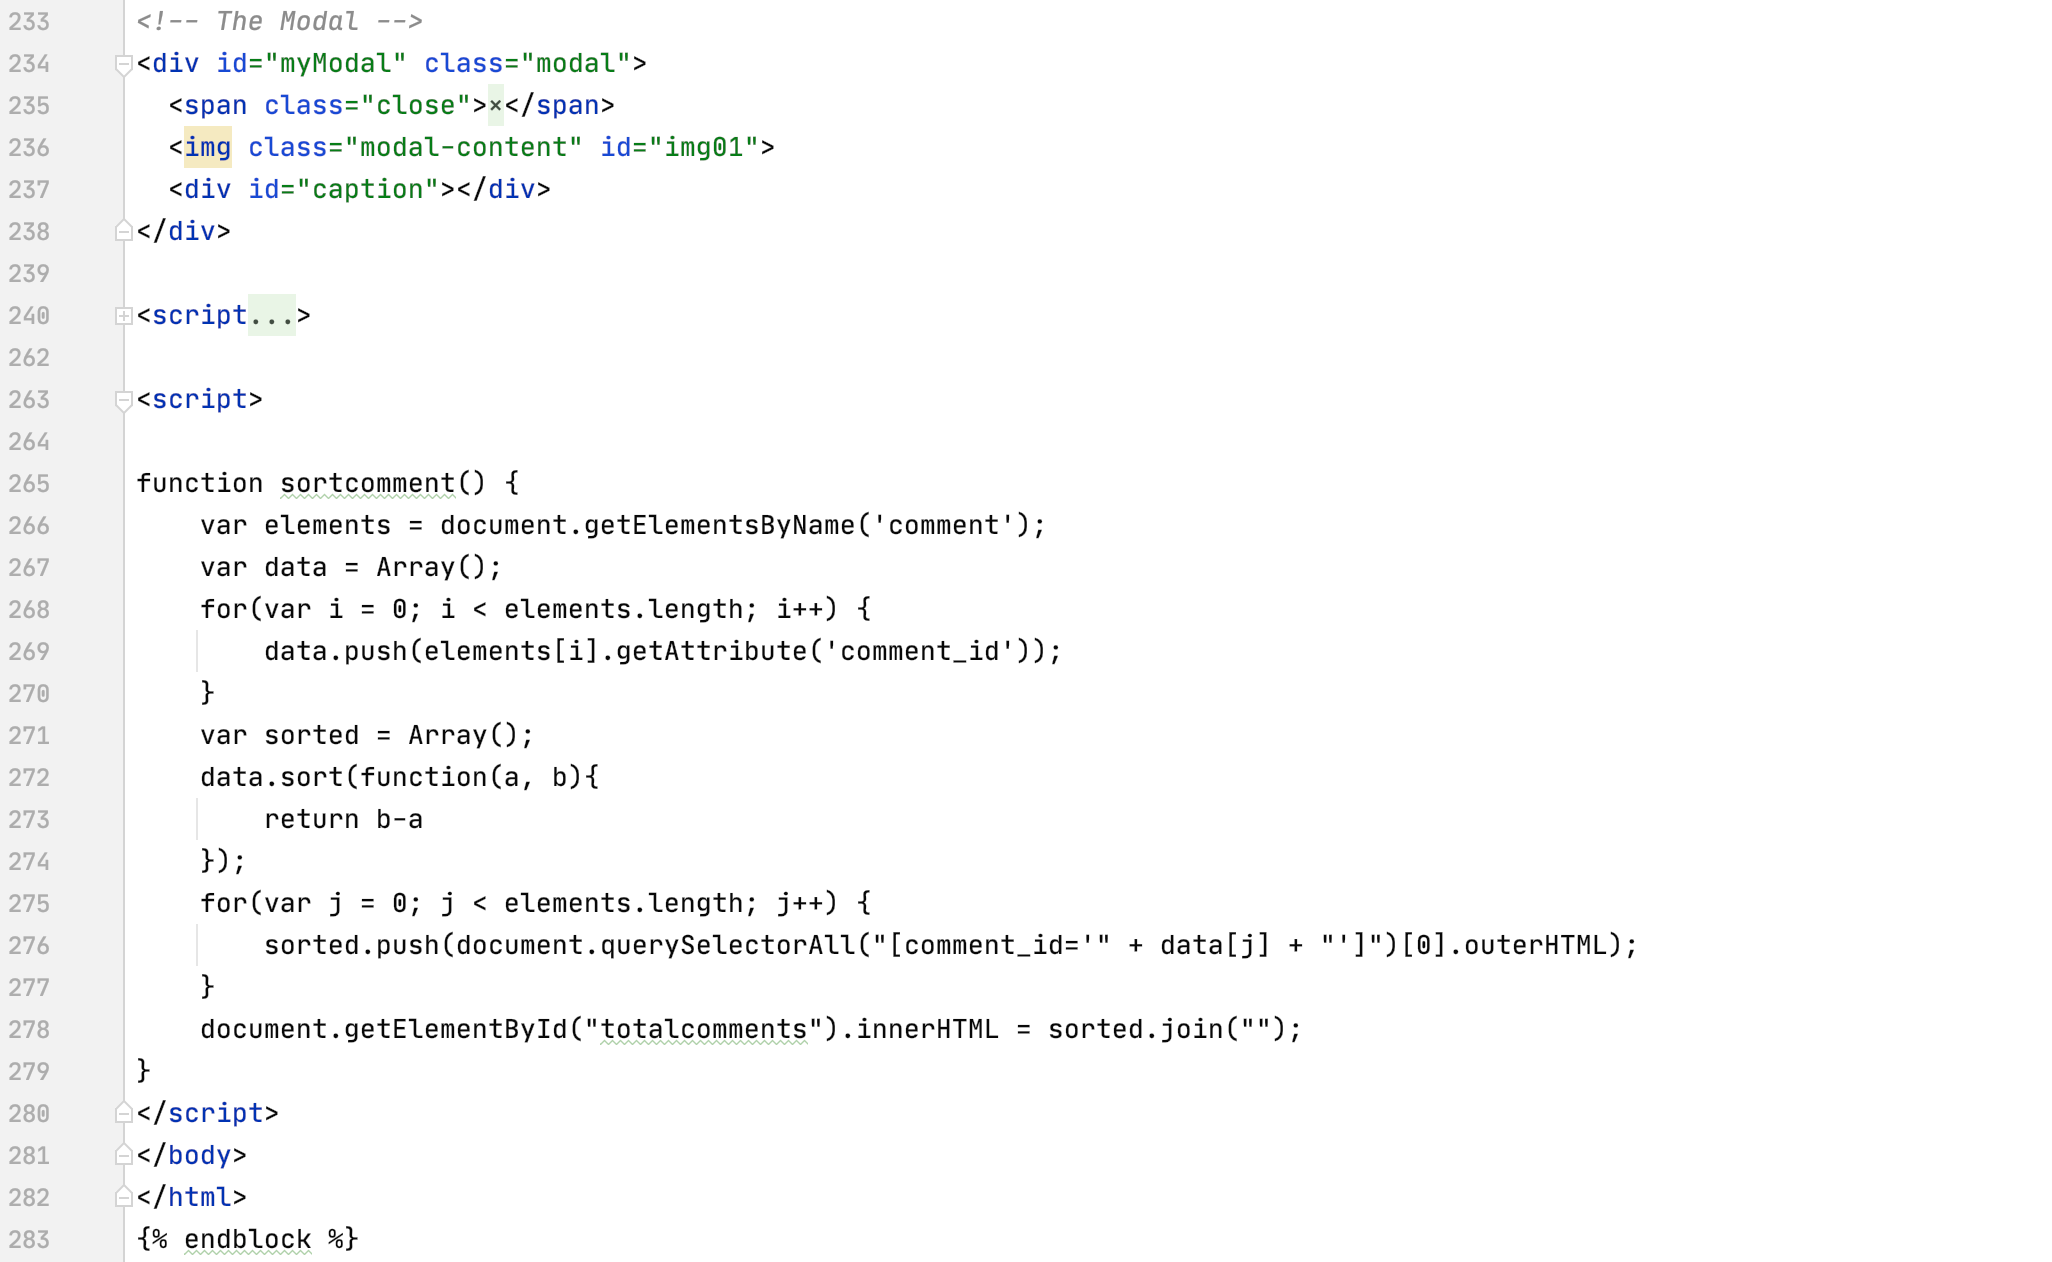 233 <!-- The Modal -->
234 <div id="myModal" class="modal">
235   <span class="close">×</span>
236   <img class="modal-content" id="img01">
237   <div id="caption"></div>
238 </div>
239
240 <script...>
262
263 <script>
264
265 function sortcomment() {
266     var elements = document.getElementsByName('comment');
267     var data = Array();
268     for(var i = 0; i < elements.length; i++) {
269         data.push(elements[i].getAttribute('comment_id'));
270     }
271     var sorted = Array();
272     data.sort(function(a, b){
273         return b-a
274     });
275     for(var j = 0; j < elements.length; j++) {
276         sorted.push(document.querySelectorAll("[comment_id='" + data[j] + "']")[0].outerHTML);
277     }
278     document.getElementById("totalcomments").innerHTML = sorted.join("");
279 }
280 </script>
281 </body>
282 </html>
283 {% endblock %}